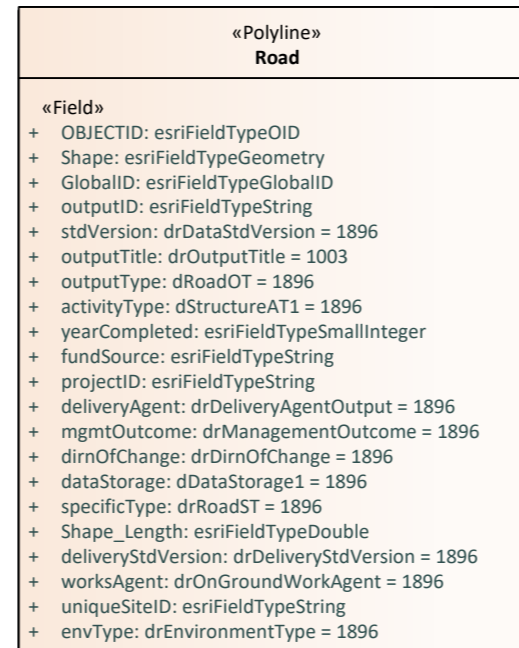 «Polyline»
Road
«Field»
+ OBJECTID: esriFieldTypeOID
+ Shape: esriFieldTypeGeometry
+ GlobalID: esriFieldTypeGlobalID
+ outputID: esriFieldTypeString
+ stdVersion: drDataStdVersion = 1896
+ outputTitle: drOutputTitle = 1003
+ outputType: dRoadOT = 1896
+ activityType: dStructureAT1 = 1896
+ yearCompleted: esriFieldTypeSmallInteger
+ fundSource: esriFieldTypeString
+ projectID: esriFieldTypeString
+ deliveryAgent: drDeliveryAgentOutput = 1896
+ mgmtOutcome: drManagementOutcome = 1896
+ dirnOfChange: drDirnOfChange = 1896
+ dataStorage: dDataStorage1 = 1896
+ specificType: drRoadST = 1896
+ Shape_Length: esriFieldTypeDouble
+ deliveryStdVersion: drDeliveryStdVersion = 1896
+ worksAgent: drOnGroundWorkAgent = 1896
+ uniqueSiteID: esriFieldTypeString
+ envType: drEnvironmentType = 1896